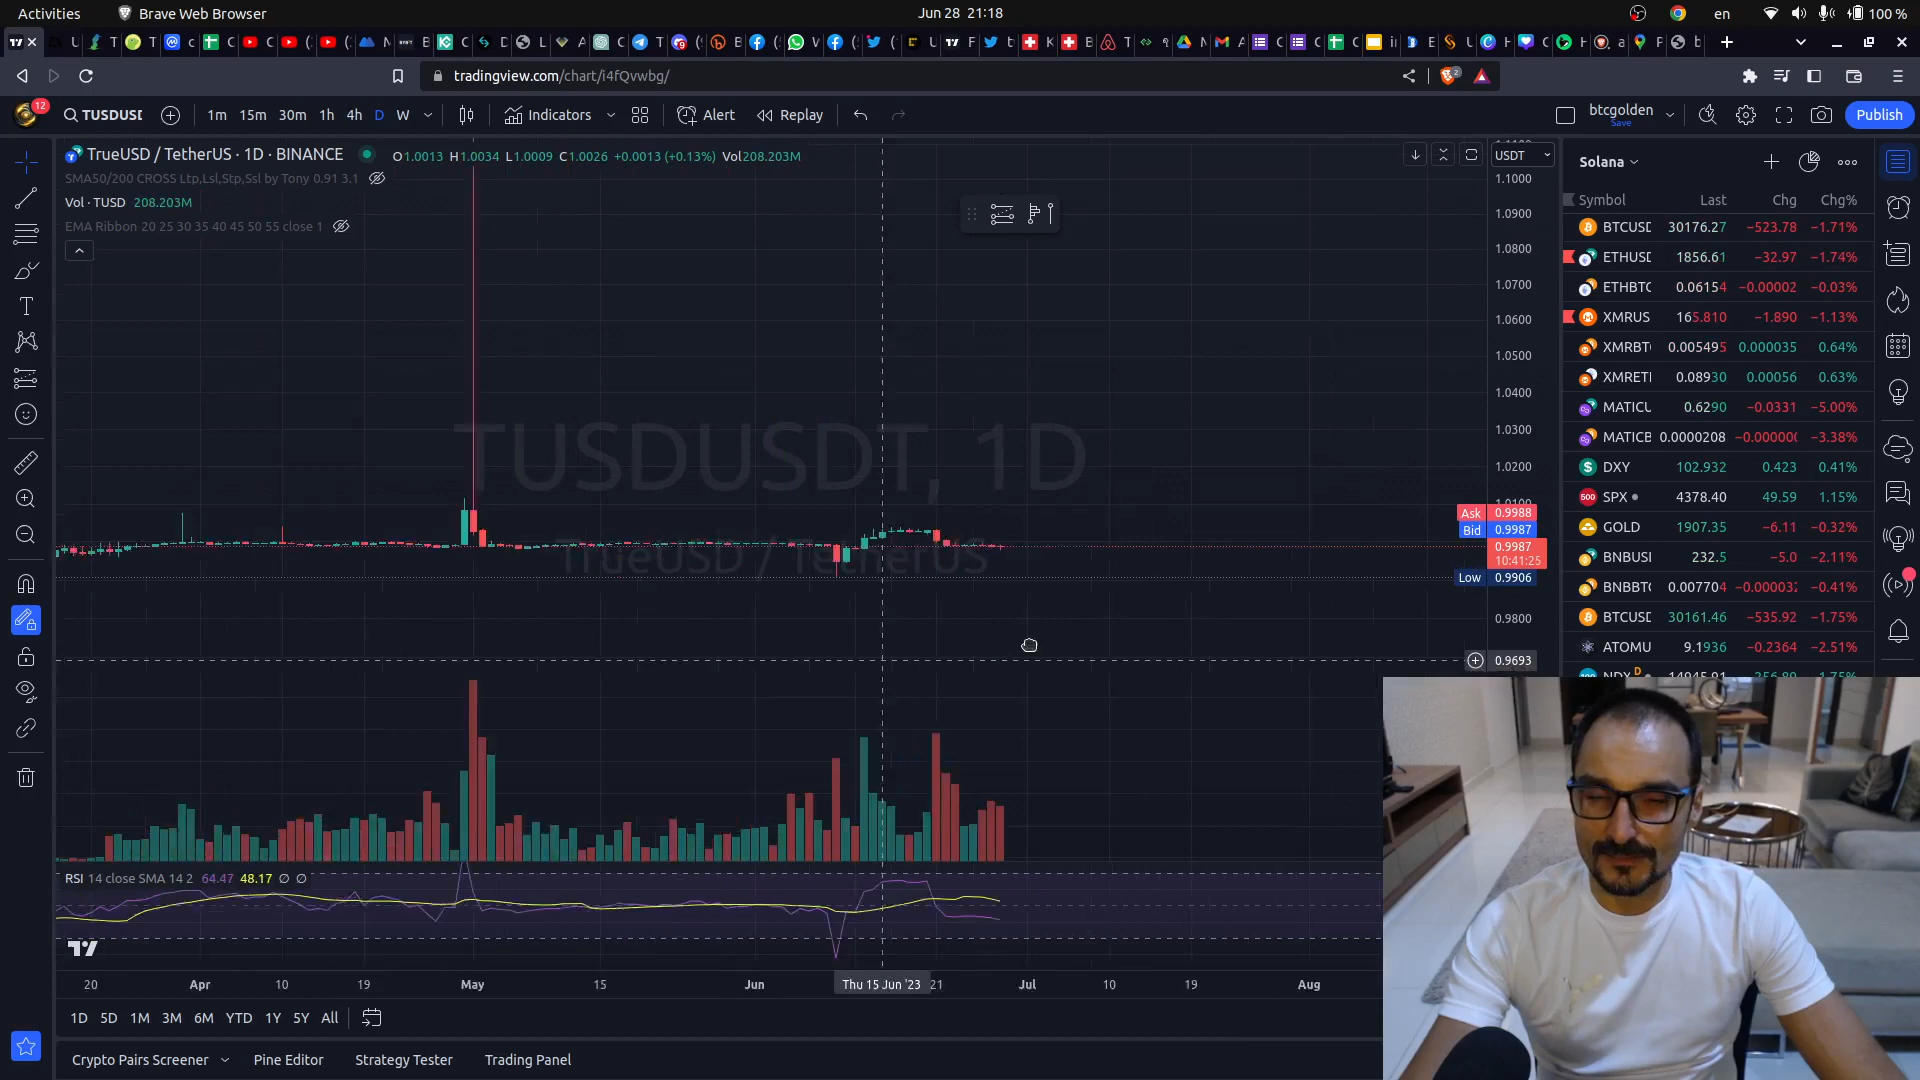 Activities
Brave Web Browser
Jun 28 21:18
en
100 %
tradingview.com/chart/i4fQvwbg/
12
TUSDUSI
1m 15m 30m 1h 4h D W
Indicators
Alert
Replay
btcgolden
Save
Publish
TrueUSD / TetherUS · 1D · BINANCE
O1.0013 H1.0034 L1.0009 C1.0026 +0.0013 (+0.13%) Vol208.203M
SMA50/200 CROSS Ltp,Lsl,Stp,Ssl by Tony 0.91 3.1
Vol · TUSD 208.203M
EMA Ribbon 20 25 30 35 40 45 50 55 close 1
TUSDUSDT, 1D
TrueUSD / TetherUS
USDT
1.1000
1.0900
1.0800
1.0700
1.0600
1.0500
1.0400
1.0300
1.0200
1.0100
Ask 0.9988
Bid 0.9987
0.9987
10:41:25
Low 0.9906
0.9800
0.9693
Solana
Symbol Last Chg Chg%
BTCUSD 30176.27 −523.78 −1.71%
ETHUSD 1856.61 −32.97 −1.74%
ETHBTC 0.06154 −0.00002 −0.03%
XMRUS 165.810 −1.890 −1.13%
XMRBT 0.005495 0.000035 0.64%
XMRETI 0.08930 0.00056 0.63%
MATICU 0.6290 −0.0331 −5.00%
MATICB 0.0000208 −0.000000 −3.38%
DXY 102.932 0.423 0.41%
SPX 4378.40 49.59 1.15%
GOLD 1907.35 −6.11 −0.32%
BNBUSI 232.5 −5.0 −2.11%
BNBBT 0.007704 −0.000032 −0.41%
BTCUSD 30161.46 −535.92 −1.75%
ATOMU 9.1936 −0.2364 −2.51%
RSI 14 close SMA 14 2 64.47 48.17
20 Apr 10 19 May 15 Jun Thu 15 Jun '23 21 Jul 10 19 Aug
1D 5D 1M 3M 6M YTD 1Y 5Y All
Crypto Pairs Screener
Pine Editor
Strategy Tester
Trading Panel